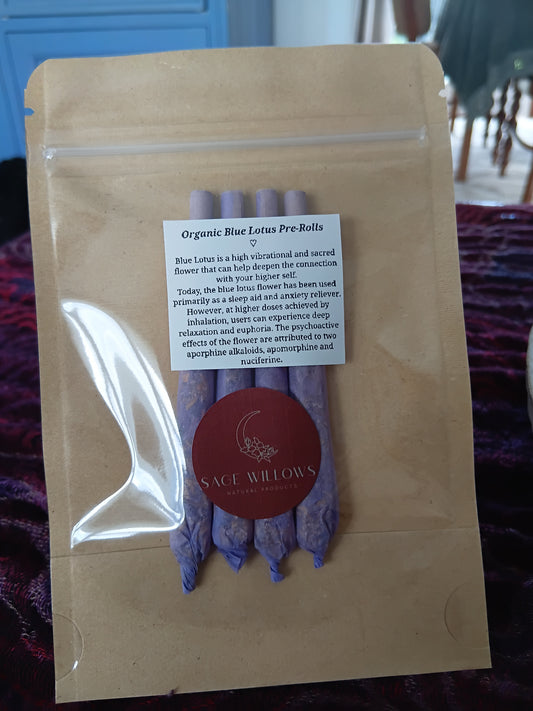 Organic Blue Lotus Pre-Rolls
♡
Blue Lotus is a high vibrational and sacred
flower that can help deepen the connection
with your higher self.
Today, the blue lotus flower has been used
primarily as a sleep aid and anxiety reliever.
However, at higher doses achieved by
inhalation, users can experience deep
relaxation and euphoria. The psychoactive
effects of the flower are attributed to two
aporphine alkaloids, apomorphine and
nuciferine.
SAGE WILLOWS
NATURAL PRODUCTS